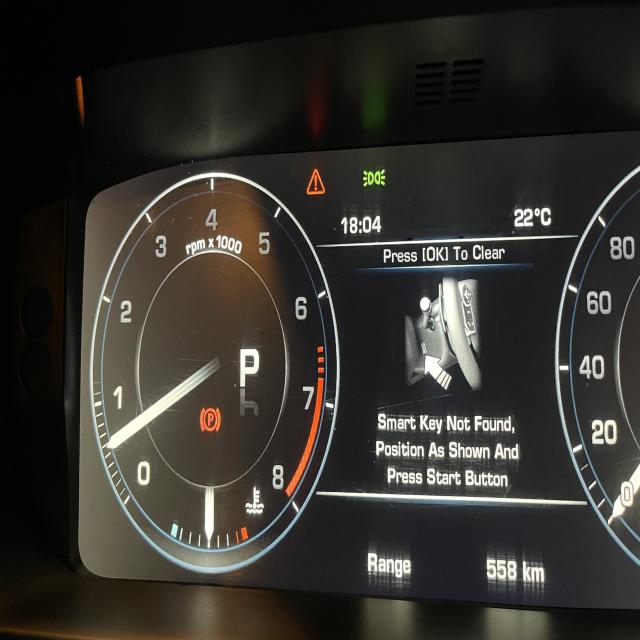 18:04
22°C
Press [OK] To Clear
rpm x 1000
0
1
2
3
4
5
6
7
8
P
P
Smart Key Not Found,
Position As Shown And
Press Start Button
80
60
40
20
0
Range 558 km